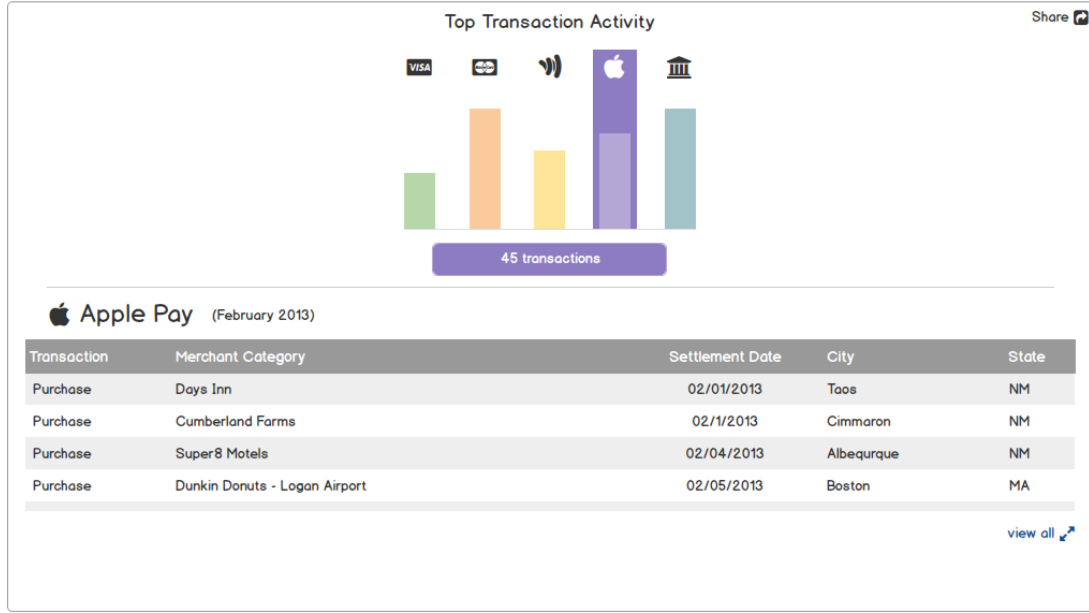 Top Transaction Activity
Share
VISA
45 transactions
Apple Pay (February 2013)
Transaction Merchant Category Settlement Date City State
Purchase Days Inn 02/01/2013 Taos NM
Purchase Cumberland Farms 02/1/2013 Cimmaron NM
Purchase Super8 Motels 02/04/2013 Albequrque NM
Purchase Dunkin Donuts - Logan Airport 02/05/2013 Boston MA
view all